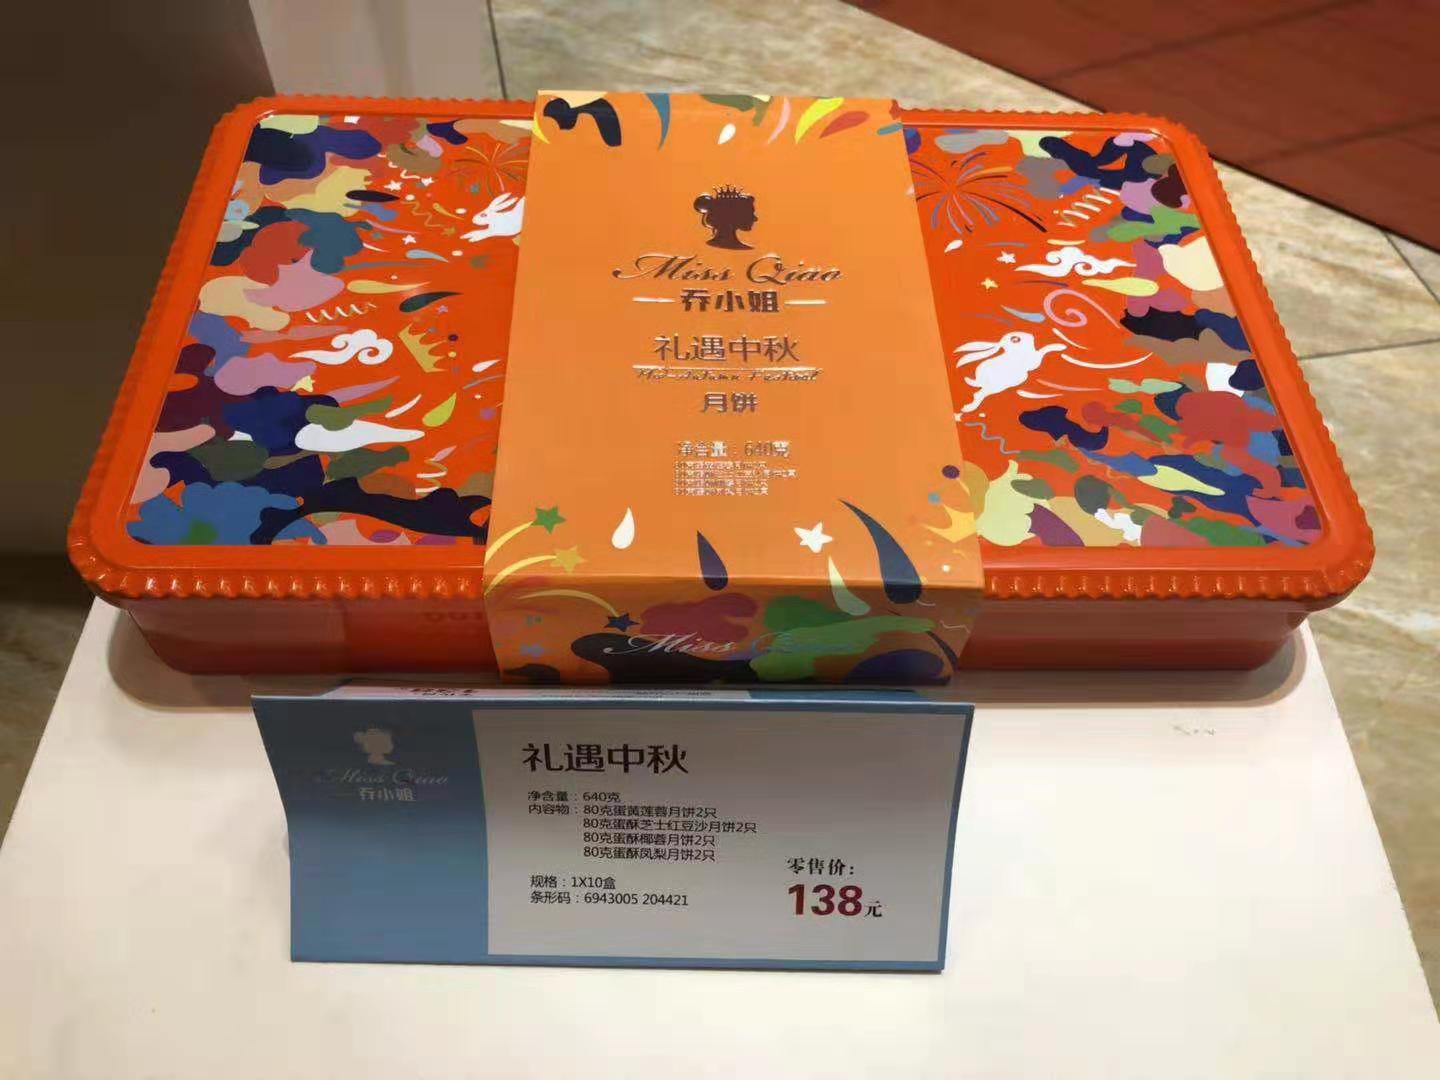 Miss Qiao
乔小姐
礼遇中秋
Mid-Autumn Festival
月饼
净含量：640克
Miss Qiao
Miss Qiao
乔小姐
礼遇中秋
净含量：640克
内容物：80克蛋黄莲蓉月饼2只
80克蛋酥芝士红豆沙月饼2只
80克蛋酥椰蓉月饼2只
80克蛋酥凤梨月饼2只
规格：1X10盒
条形码：6943005 204421
零售价：
138元